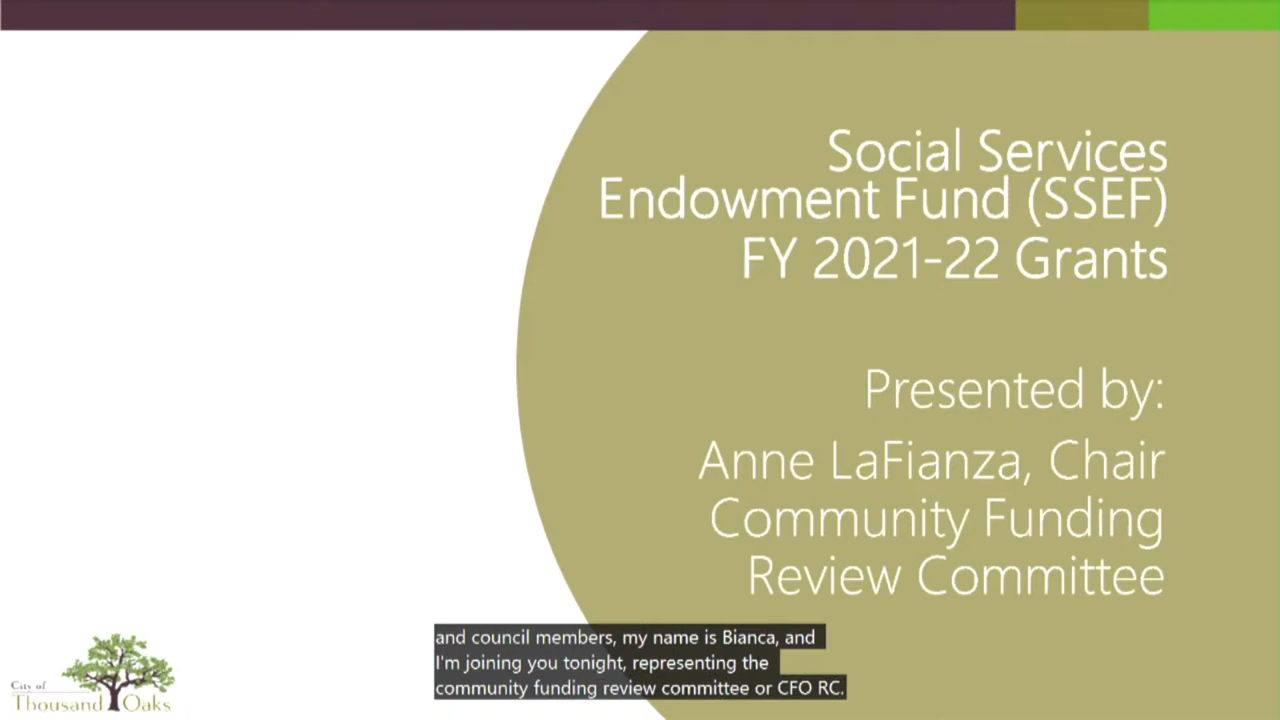 Social Services
Endowment Fund (SSEF)
FY 2021-22 Grants
Presented by:
Anne LaFianza, Chair
Community Funding
Review Committee
and council members, my name is Bianca, and
I'm joining you tonight, representing the
community funding review committee or CFO RC.
City of
Thousand Oaks